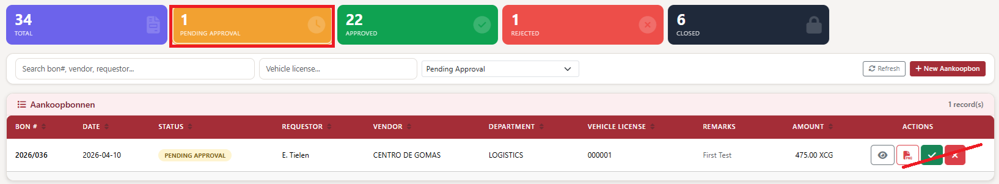 34
TOTAL
1
PENDING APPROVAL
22
APPROVED
1
REJECTED
6
CLOSED
Search bon#, vendor, requestor... Vehicle license... Pending Approval Refresh + New Aankoopbon
Aankoopbonnen 1 record(s)
BON # DATE STATUS REQUESTOR VENDOR DEPARTMENT VEHICLE LICENSE REMARKS AMOUNT ACTIONS
2026/036 2026-04-10 PENDING APPROVAL E. Tielen CENTRO DE GOMAS LOGISTICS 000001 First Test 475.00 XCG PNG